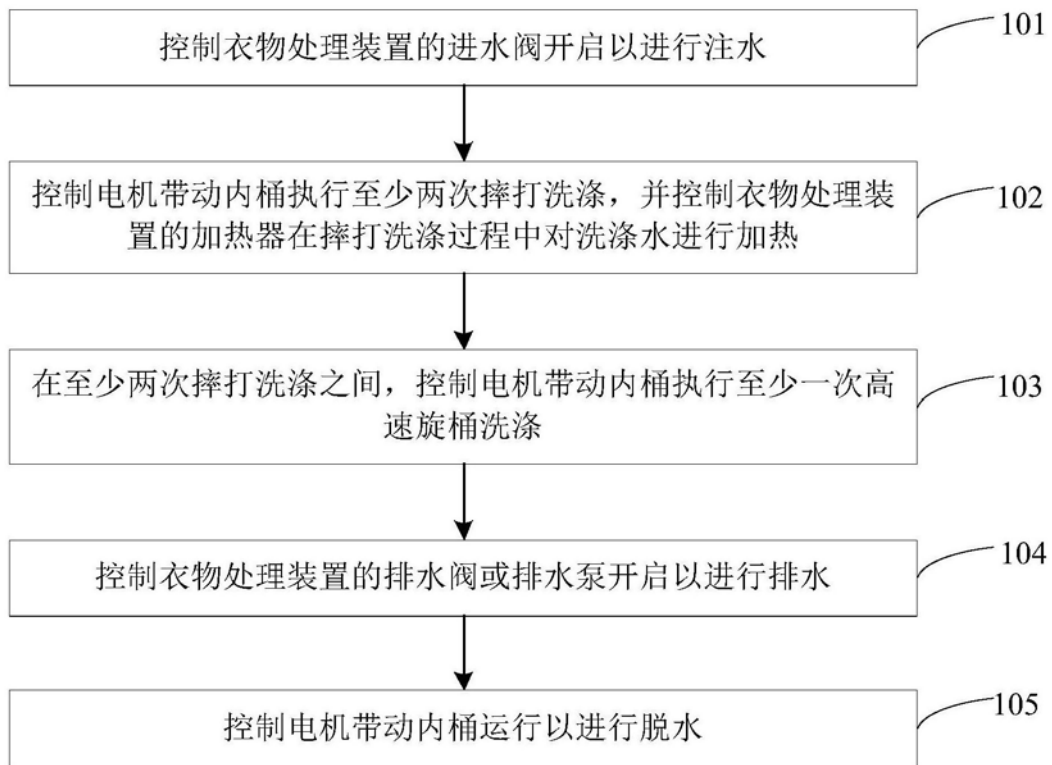 控制衣物处理装置的进水阀开启以进行注水
101
控制电机带动内桶执行至少两次摔打洗涤，并控制衣物处理装
置的加热器在摔打洗涤过程中对洗涤水进行加热
102
在至少两次摔打洗涤之间，控制电机带动内桶执行至少一次高
速旋桶洗涤
103
控制衣物处理装置的排水阀或排水泵开启以进行排水
104
控制电机带动内桶运行以进行脱水
105